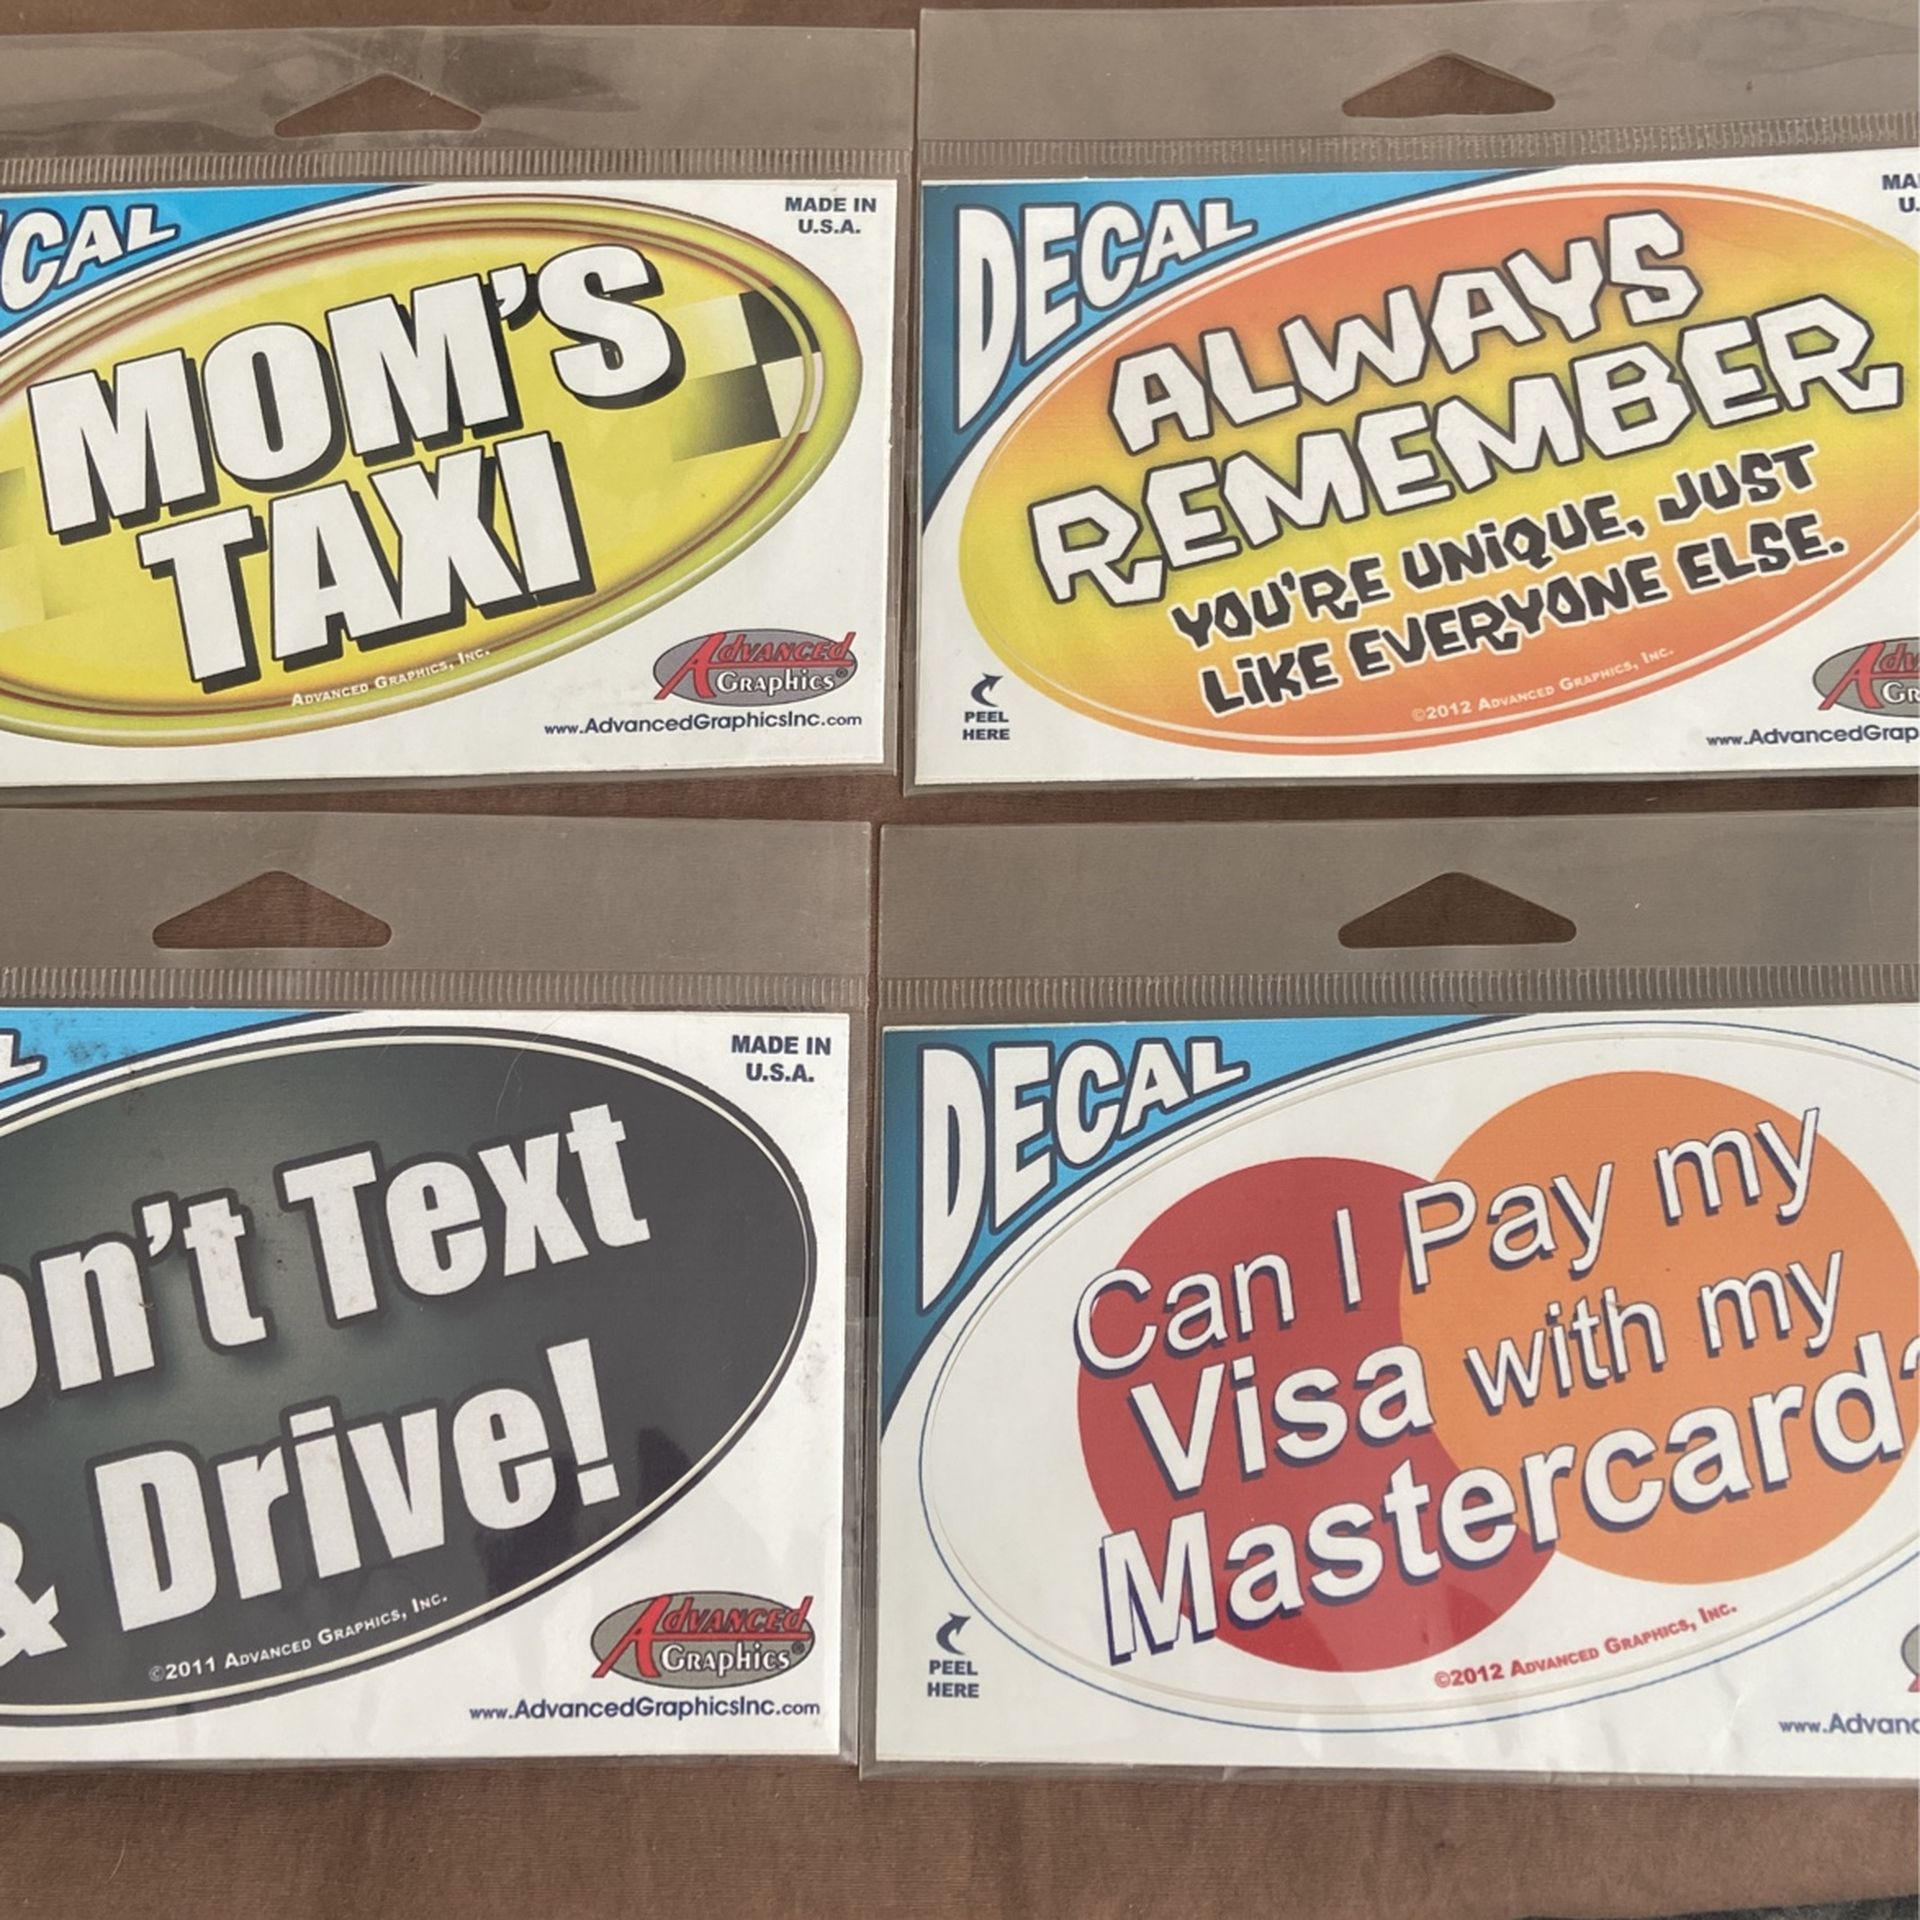 CAL
MADE IN
U.S.A.
MOM'S
TAXI
ADVANCED GRAPHICS, INC.
ADVANCED
GRAPHICS®
www.AdvancedGraphicsInc.com
DECAL
MA
U.
ALWAYS
REMEMBER
YOU'RE UNiQUE, JUST
LiKE EVERYONE ELSE.
©2012 ADVANCED GRAPHICS, INC.
PEEL
HERE
Adv
Gr
www.AdvancedGrap
L
MADE IN
U.S.A.
on't Text
& Drive!
©2011 ADVANCED GRAPHICS, INC.
ADVANCED
GRAPHICS®
www.AdvancedGraphicsInc.com
DECAL
Can I Pay my
Visa with my
Mastercard?
©2012 ADVANCED GRAPHICS, INC.
PEEL
HERE
www.Advanc